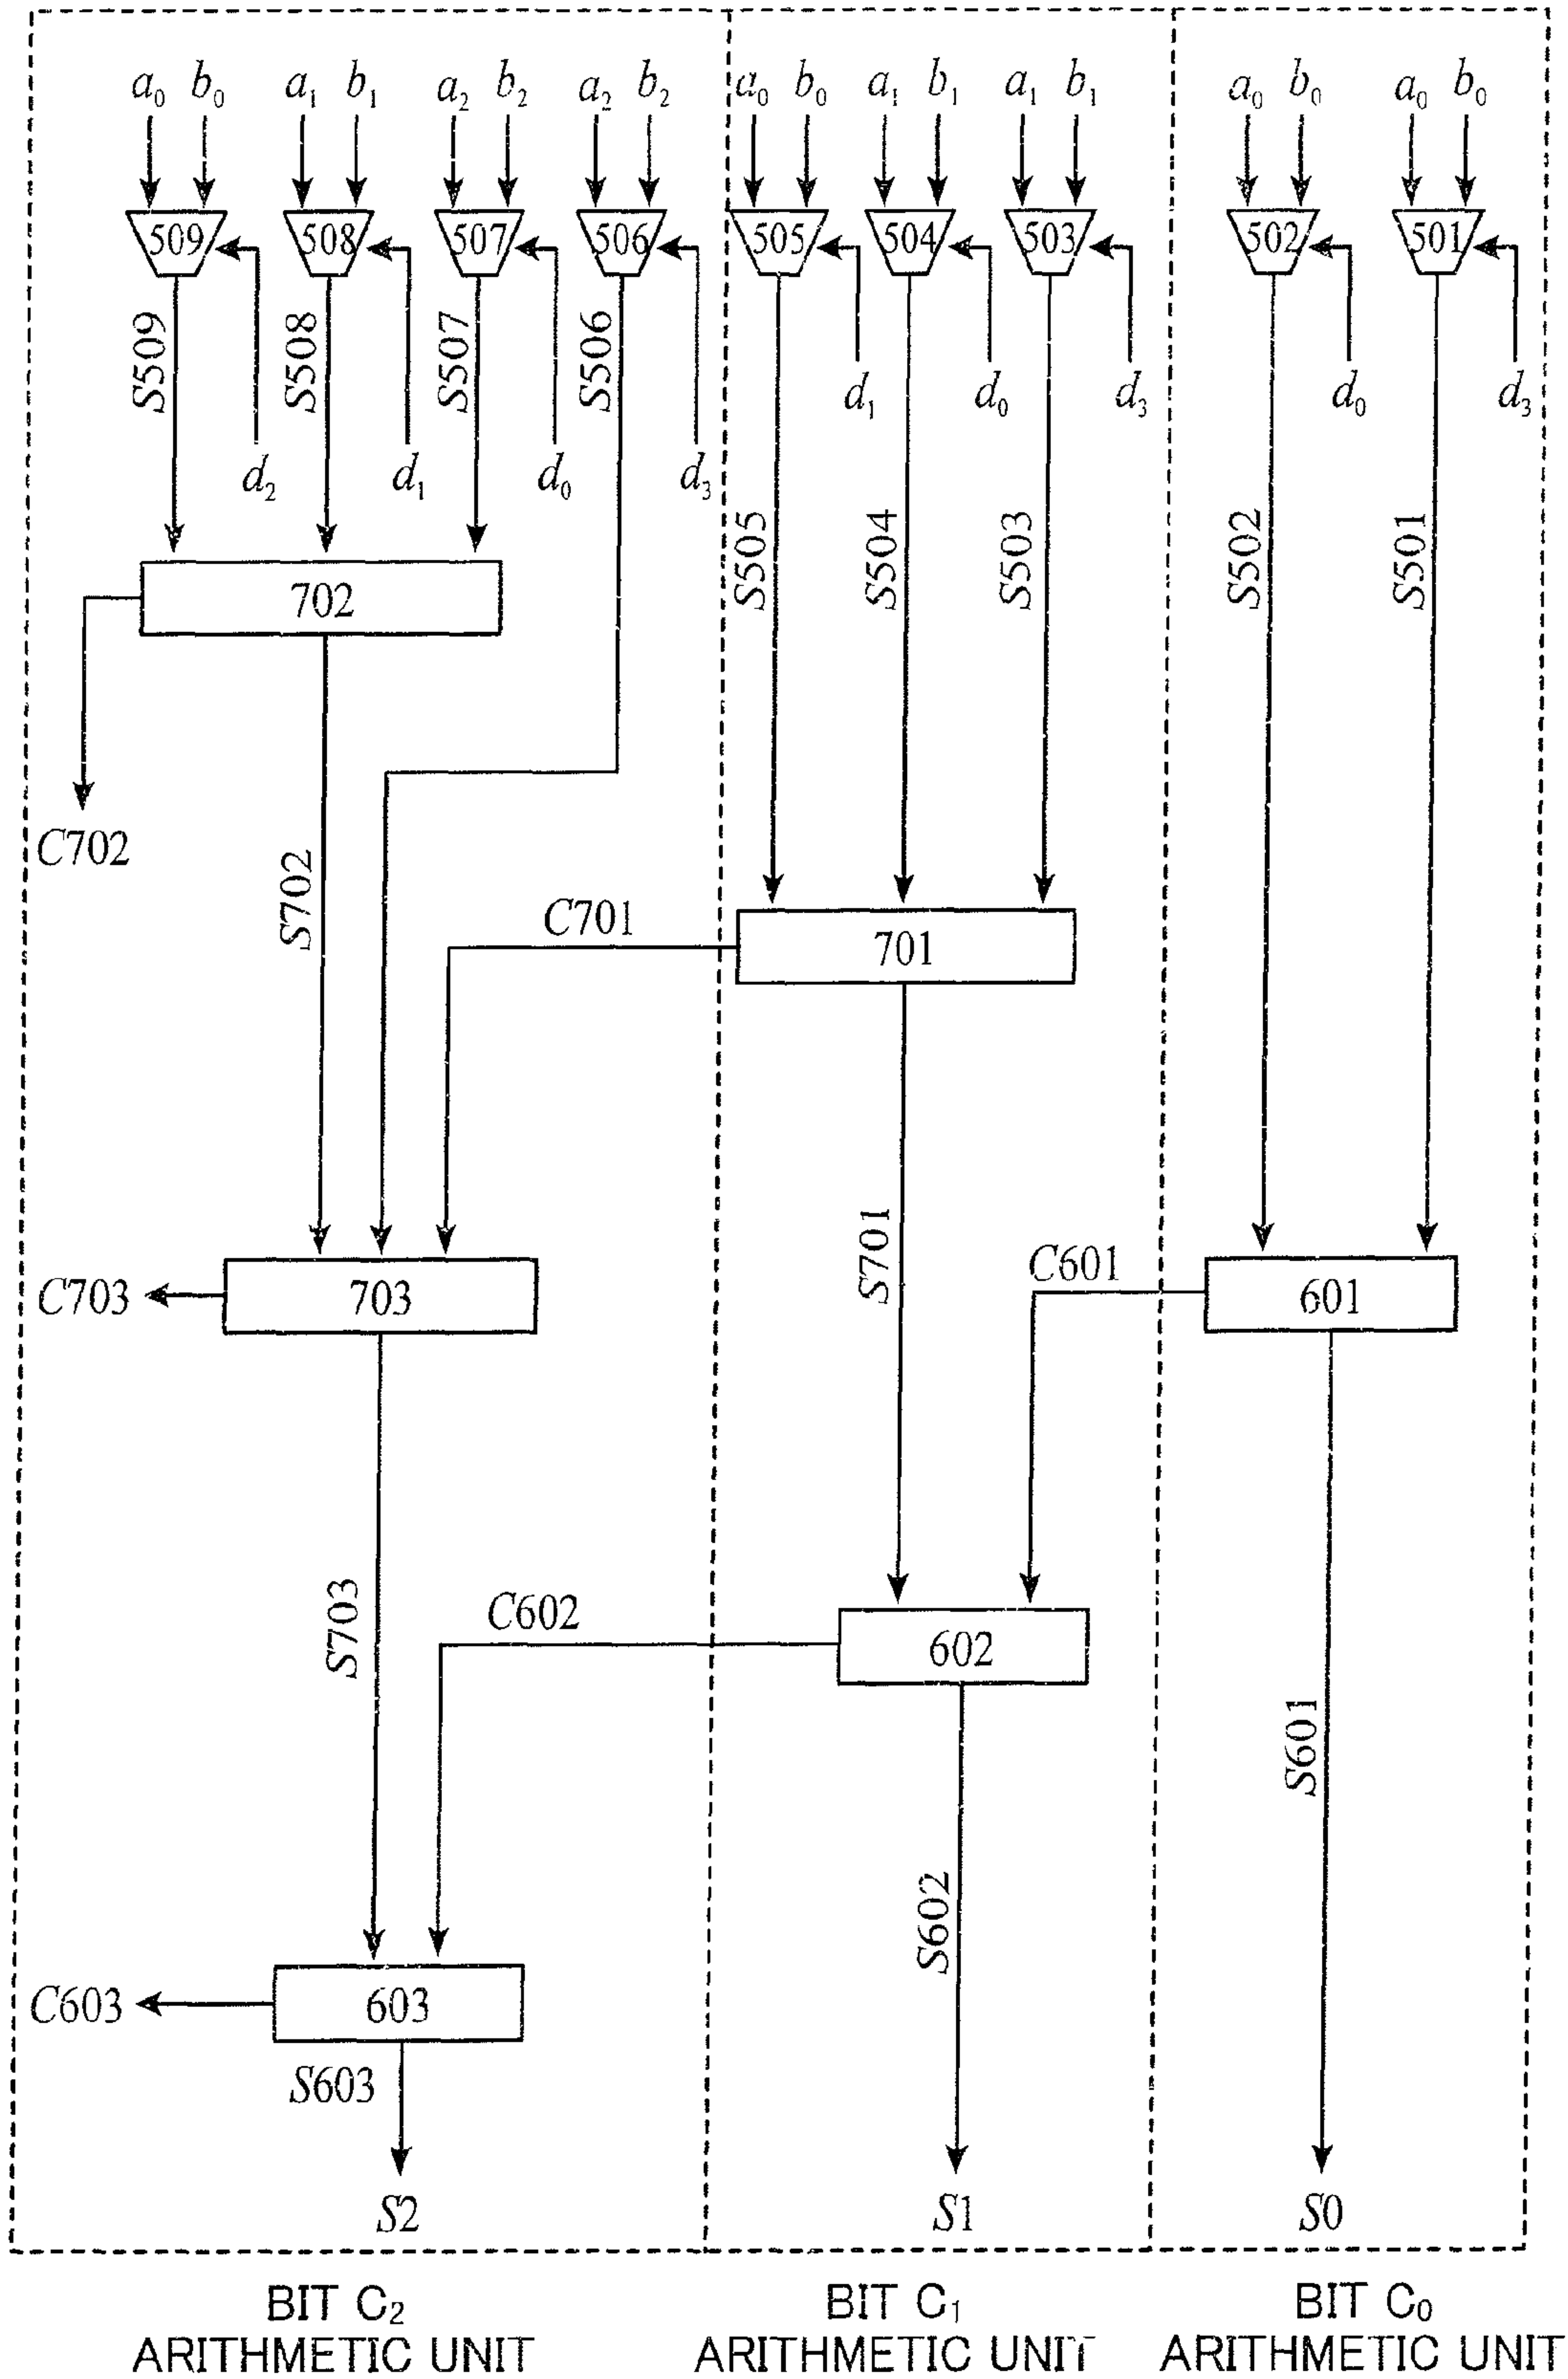 a₀ b₀ a₁ b₁ a₂ b₂ a₂ b₂ a₀ b₀ a₁ b₁ a₁ b₁ a₀ b₀ a₀ b₀
509 508 507 506 505 504 503 502 501
S509 S508 S507 S506
d₁ d₀ d₃ d₀ d₃
d₂ d₁ d₀ d₃
S505 S504 S503 S502 S501
702
C702
S702
C701
701
S701
C601
C703
703
601
S703
C602
602
S601
S602
C603
603
S603
S2 S1 S0
BIT C₂ BIT C₁ BIT C₀
ARITHMETIC UNIT ARITHMETIC UNIT ARITHMETIC UNIT